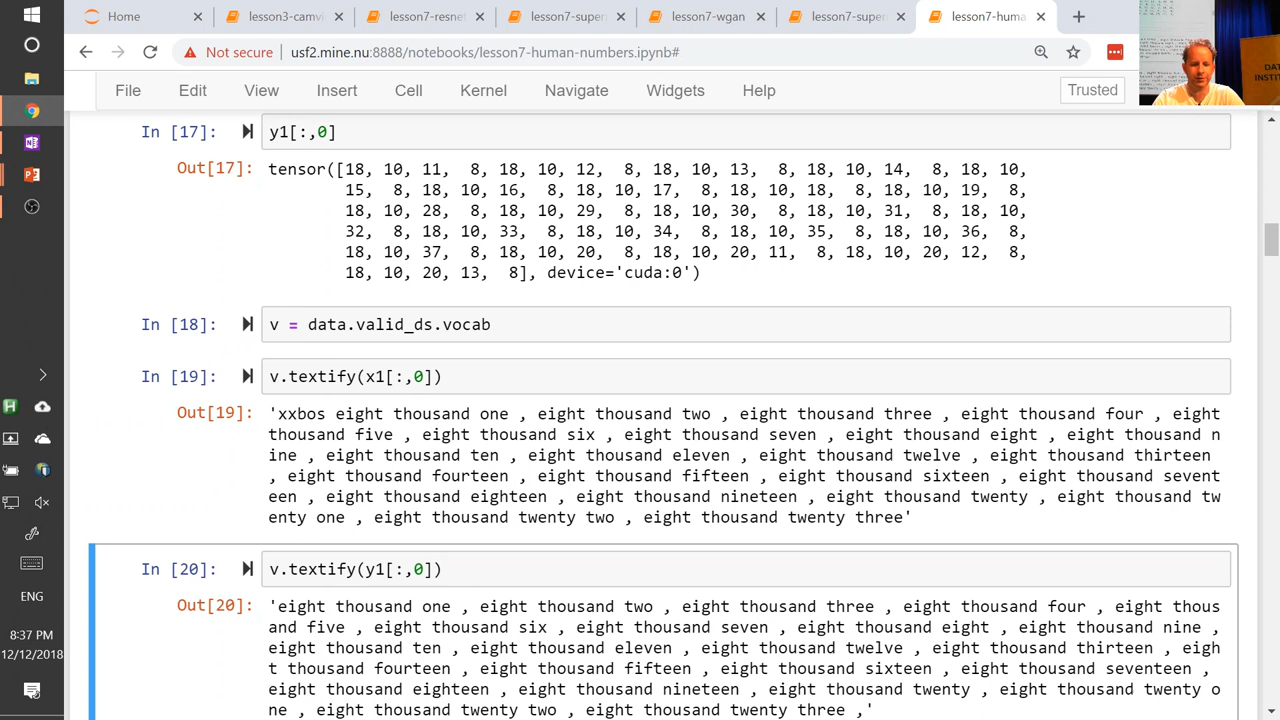 Home
lesson3-camvi
lesson7-resnet
lesson7-super
lesson7-wgan
lesson7-supe
lesson7-huma
Not secure
usf2.mine.nu:8888/notebooks/lesson7-human-numbers.ipynb#
File Edit View Insert Cell Kernel Navigate Widgets Help
Trusted
In [17]: y1[:,0]
Out[17]: tensor([18, 10, 11, 8, 18, 10, 12, 8, 18, 10, 13, 8, 18, 10, 14, 8, 18, 10,
15, 8, 18, 10, 16, 8, 18, 10, 17, 8, 18, 10, 18, 8, 18, 10, 19, 8,
18, 10, 28, 8, 18, 10, 29, 8, 18, 10, 30, 8, 18, 10, 31, 8, 18, 10,
32, 8, 18, 10, 33, 8, 18, 10, 34, 8, 18, 10, 35, 8, 18, 10, 36, 8,
18, 10, 37, 8, 18, 10, 20, 8, 18, 10, 20, 11, 8, 18, 10, 20, 12, 8,
18, 10, 20, 13, 8], device='cuda:0')
In [18]: v = data.valid_ds.vocab
In [19]: v.textify(x1[:,0])
Out[19]: 'xxbos eight thousand one , eight thousand two , eight thousand three , eight thousand four , eight
thousand five , eight thousand six , eight thousand seven , eight thousand eight , eight thousand n
ine , eight thousand ten , eight thousand eleven , eight thousand twelve , eight thousand thirteen
, eight thousand fourteen , eight thousand fifteen , eight thousand sixteen , eight thousand sevent
een , eight thousand eighteen , eight thousand nineteen , eight thousand twenty , eight thousand tw
enty one , eight thousand twenty two , eight thousand twenty three'
In [20]: v.textify(y1[:,0])
Out[20]: 'eight thousand one , eight thousand two , eight thousand three , eight thousand four , eight thous
and five , eight thousand six , eight thousand seven , eight thousand eight , eight thousand nine ,
eight thousand ten , eight thousand eleven , eight thousand twelve , eight thousand thirteen , eigh
t thousand fourteen , eight thousand fifteen , eight thousand sixteen , eight thousand seventeen ,
eight thousand eighteen , eight thousand nineteen , eight thousand twenty , eight thousand twenty o
ne , eight thousand twenty two , eight thousand twenty three ,'
ENG
8:37 PM
12/12/2018